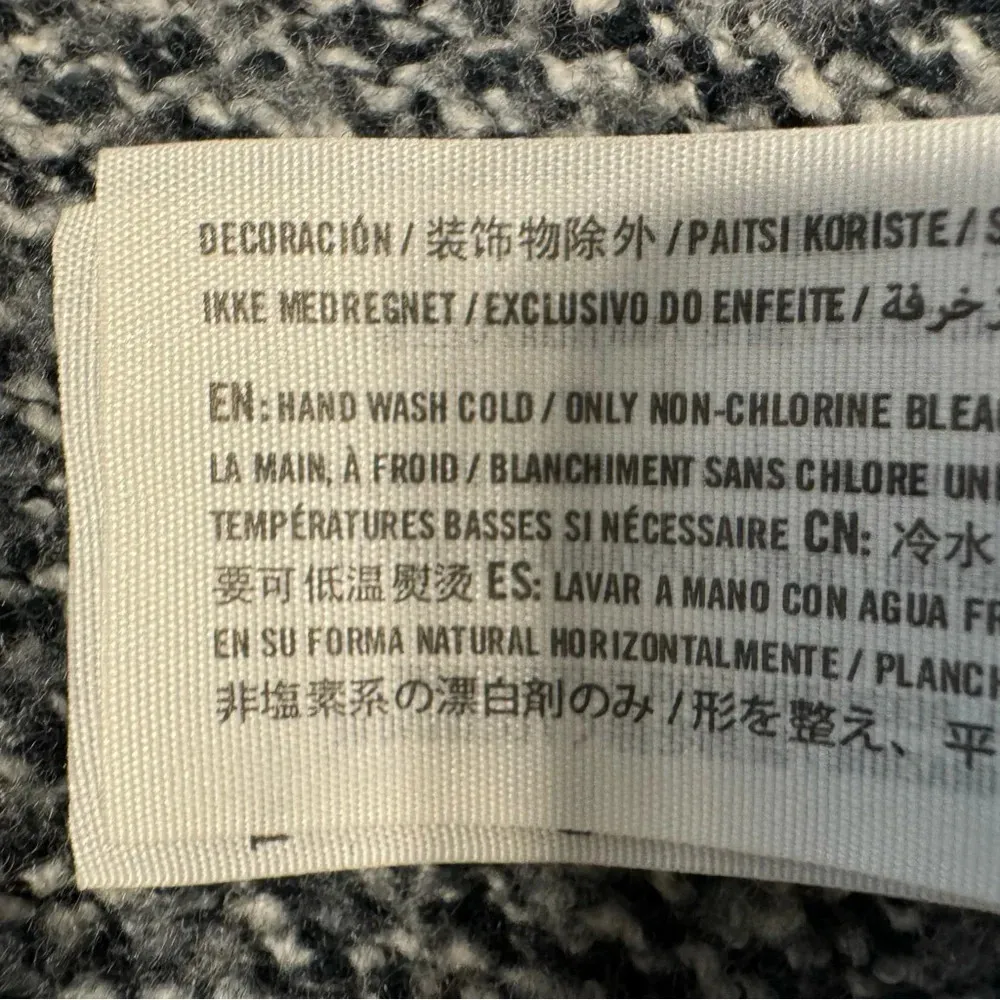 DECORACIÓN / 装饰物除外 / PAITSI KORISTE /
IKKE MEDREGNET / EXCLUSIVO DO ENFEITE /
EN: HAND WASH COLD / ONLY NON-CHLORINE
LA MAIN, À FROID / BLANCHIMENT SANS CHLORE
TEMPÉRATURES BASSES SI NÉCESSAIRE CN: 冷水
要可低温熨烫 ES: LAVAR A MANO CON AGUA
EN SU FORMA NATURAL HORIZONTALMENTE /
非塩素系の漂白剤のみ / 形を整え、平